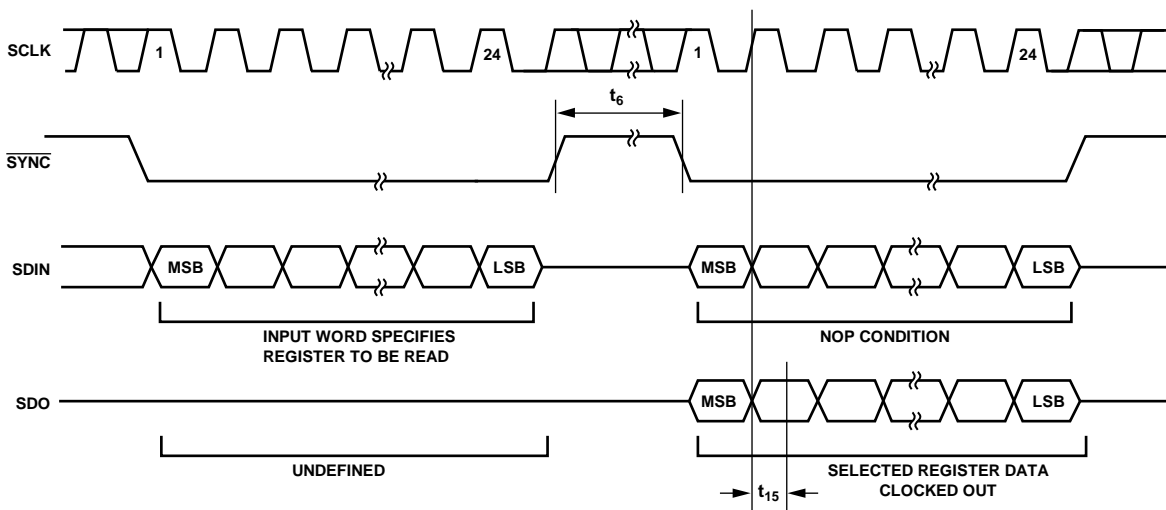 SCLK
1
24
1
24
t6
SYNC
SDIN
MSB
LSB
MSB
LSB
INPUT WORD SPECIFIES
REGISTER TO BE READ
NOP CONDITION
SDO
MSB
LSB
UNDEFINED
SELECTED REGISTER DATA
CLOCKED OUT
t15